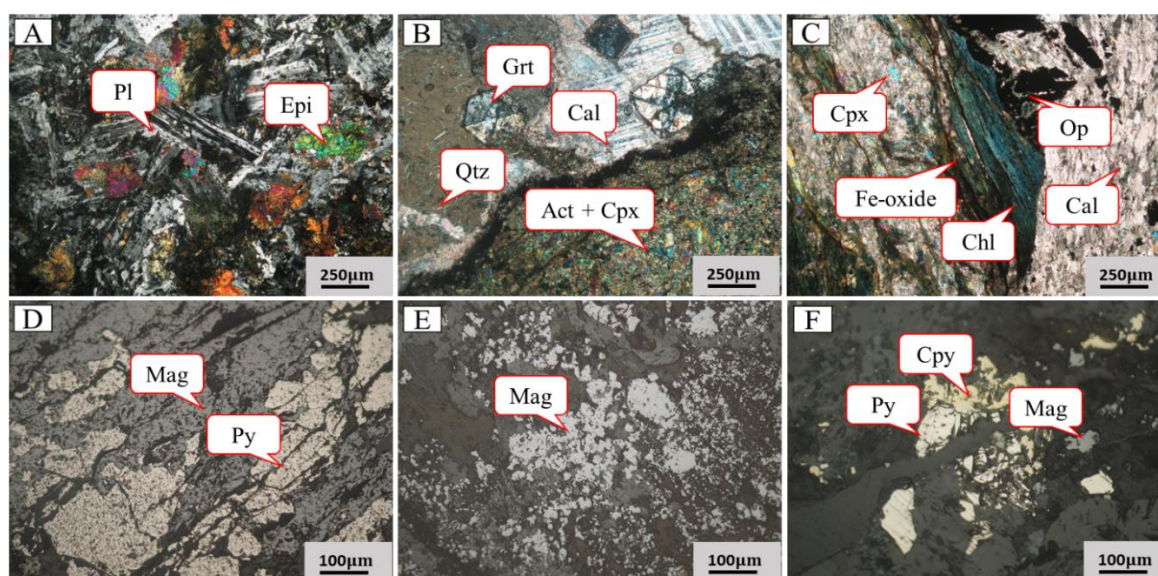 A
Pl
Epi
250μm
B
Grt
Cal
Qtz
Act + Cpx
250μm
C
Cpx
Op
Fe-oxide
Cal
Chl
250μm
D
Mag
Py
100μm
E
Mag
100μm
F
Cpy
Py
Mag
100μm